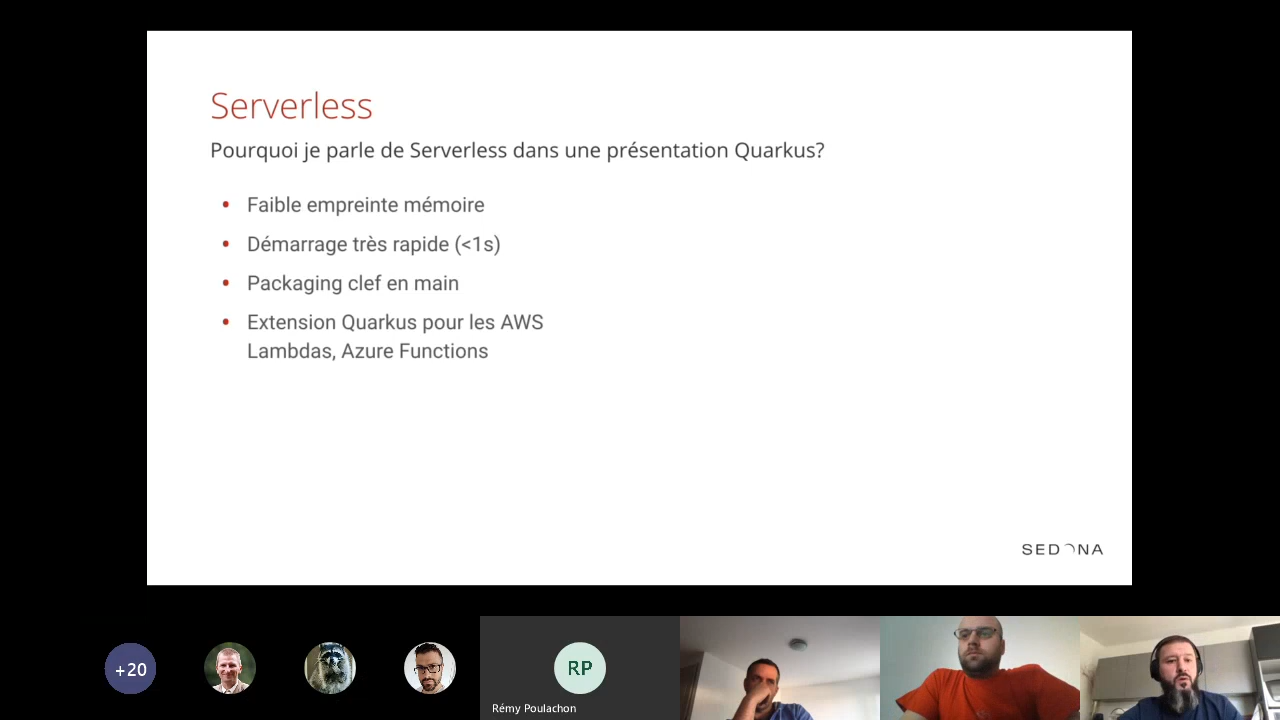 Serverless
Pourquoi je parle de Serverless dans une présentation Quarkus?
• Faible empreinte mémoire
• Démarrage très rapide (<1s)
• Packaging clef en main
• Extension Quarkus pour les AWS
Lambdas, Azure Functions
SEDONA
+20
RP
Rémy Poulachon